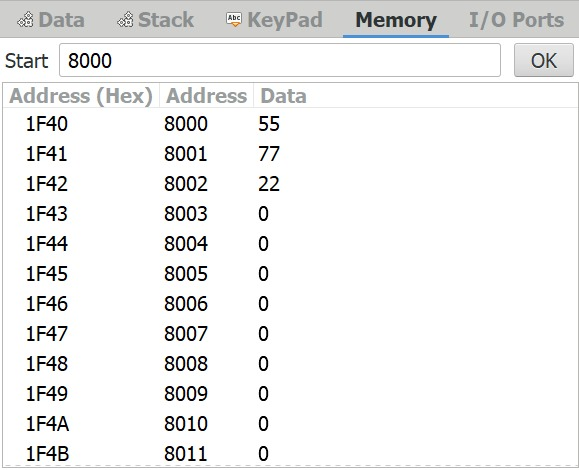 Data Stack Abc KeyPad Memory I/O Ports
Start 8000 OK
Address (Hex) Address Data
1F40 8000 55
1F41 8001 77
1F42 8002 22
1F43 8003 0
1F44 8004 0
1F45 8005 0
1F46 8006 0
1F47 8007 0
1F48 8008 0
1F49 8009 0
1F4A 8010 0
1F4B 8011 0